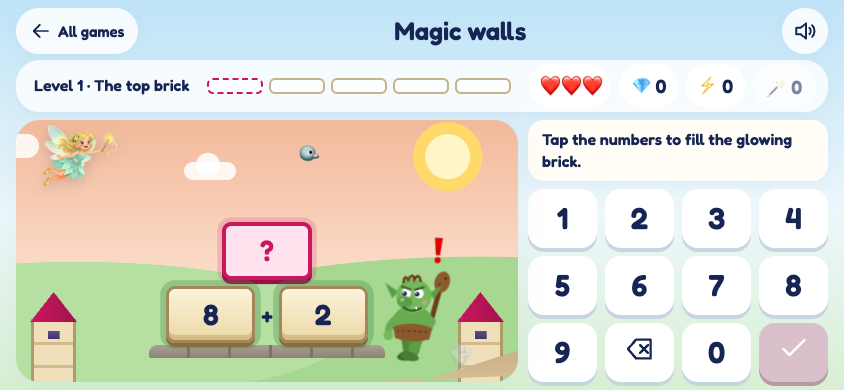 All games
Magic walls
Level 1 · The top brick
0
0
0
Tap the numbers to fill the glowing
brick.
?
!
8 + 2
1 2 3 4
5 6 7 8
9 0